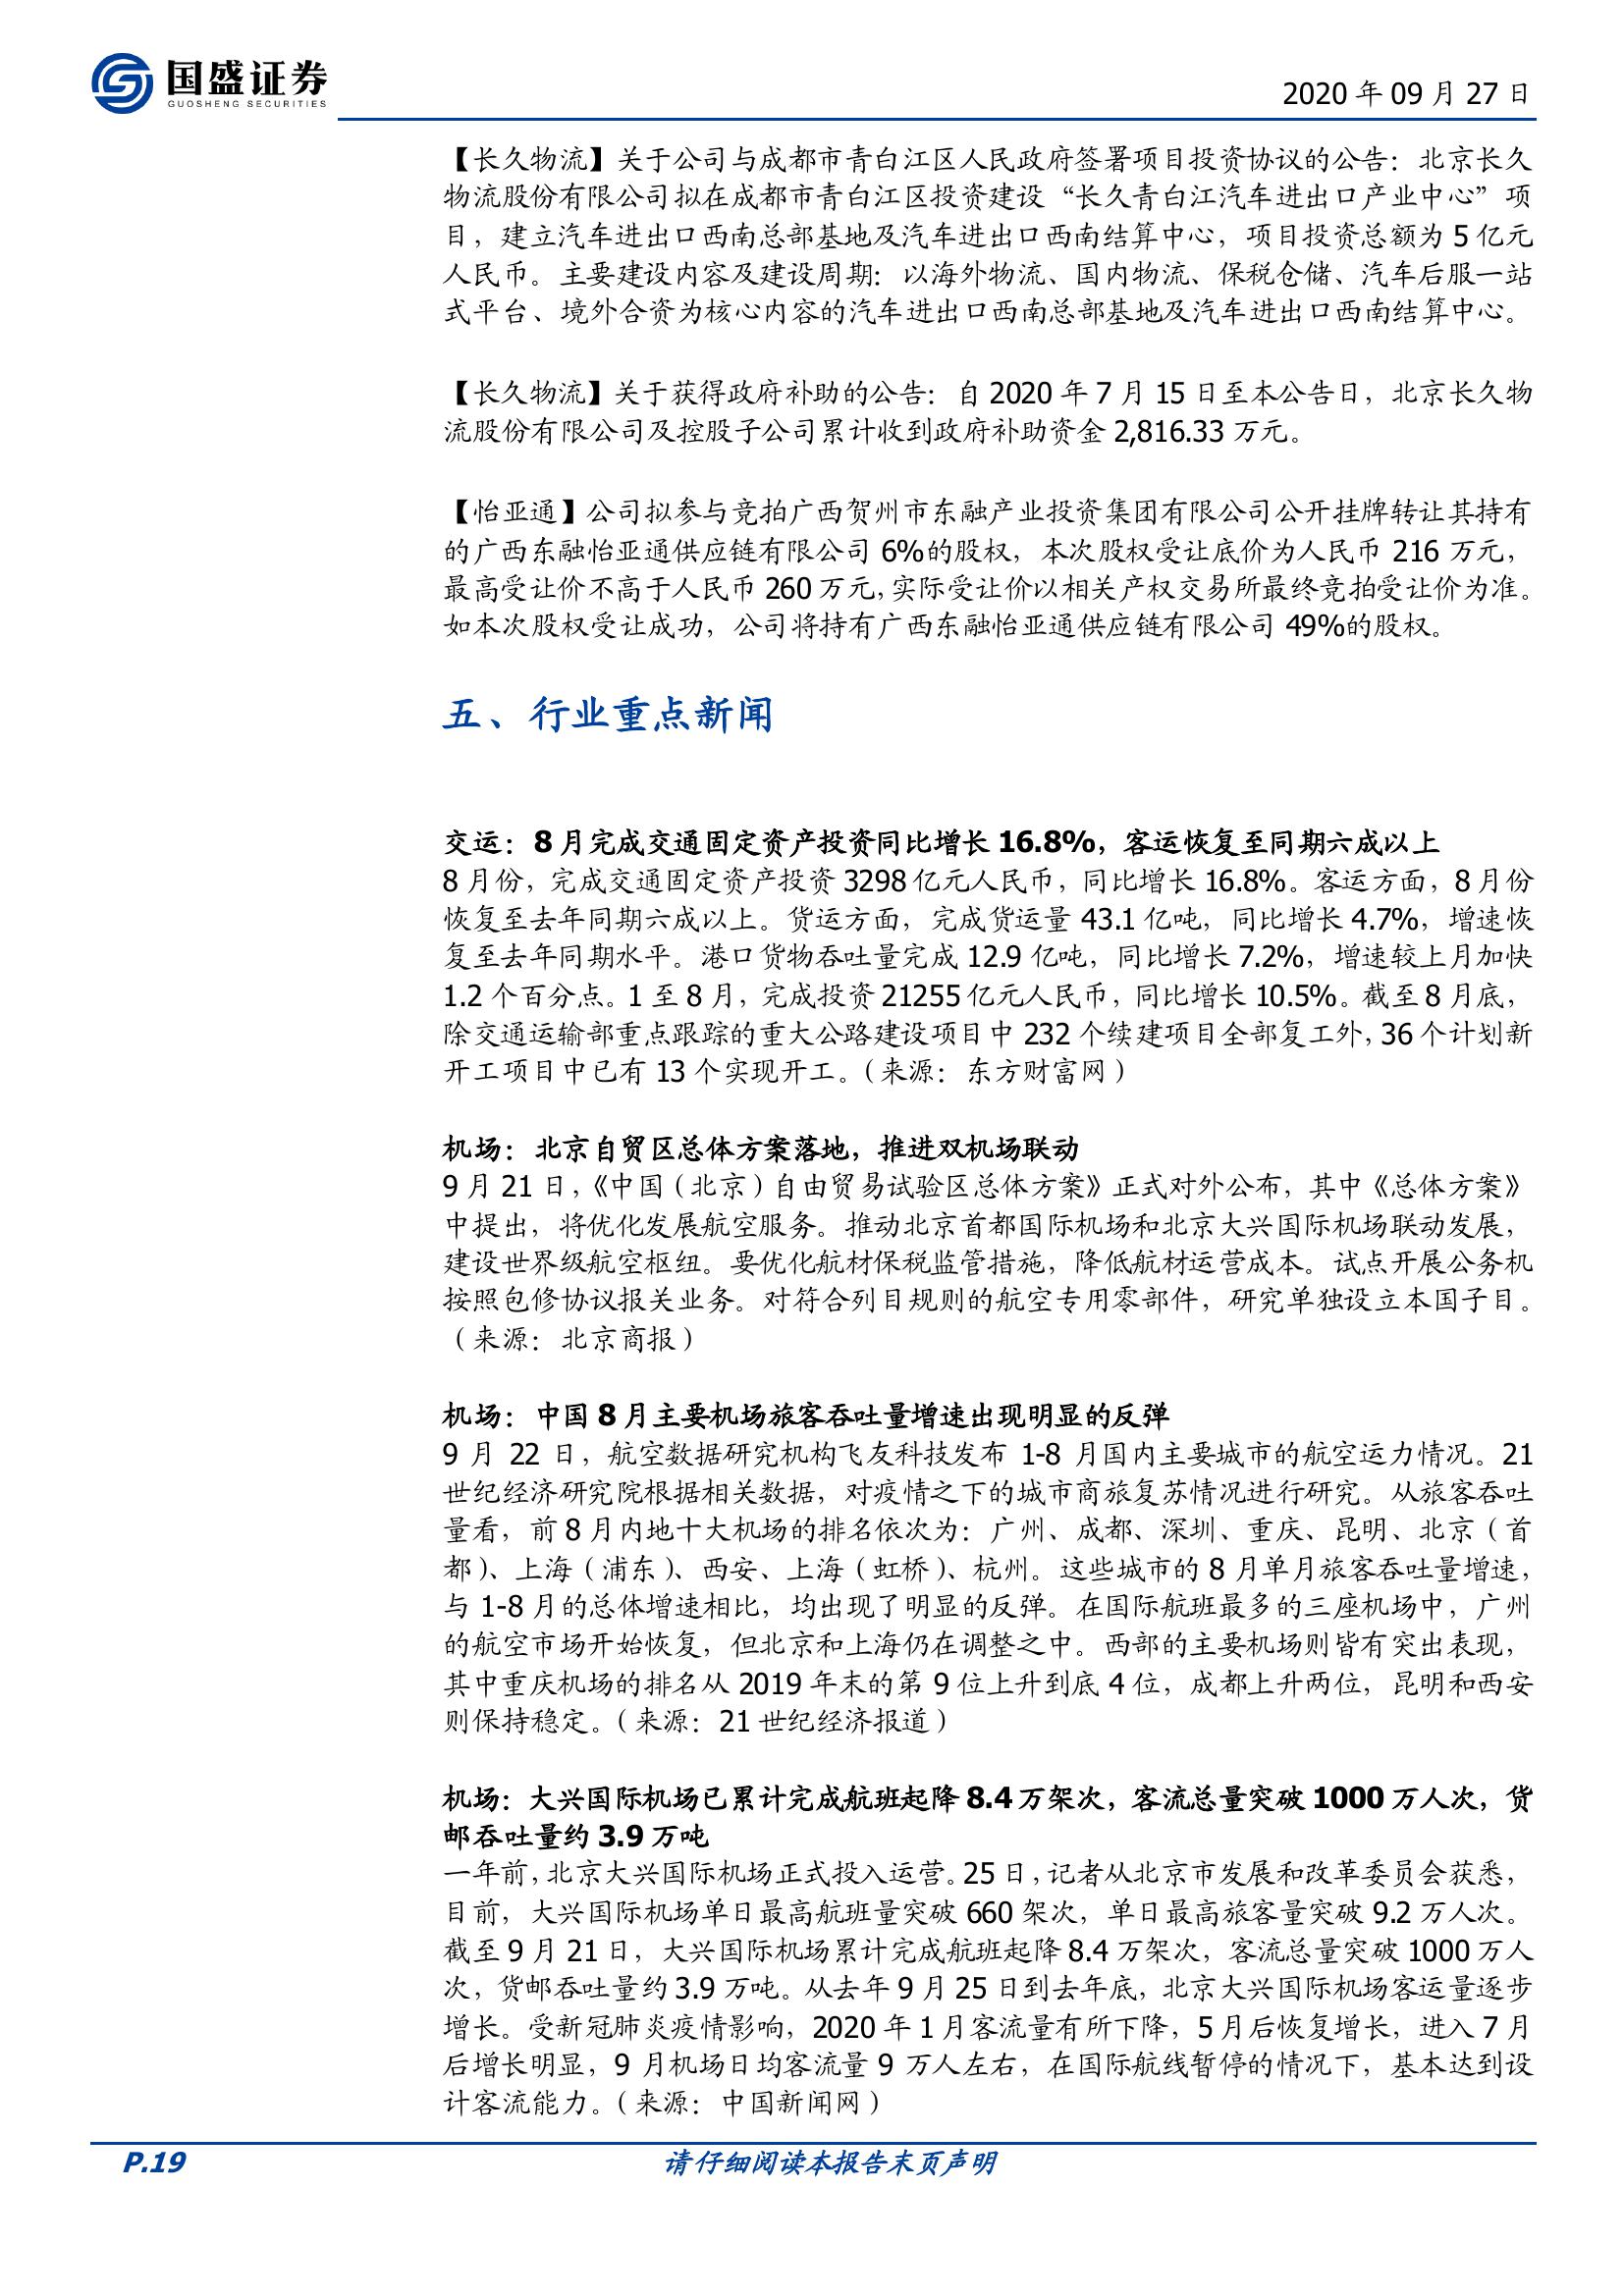 国盛证券
GUOSHENG SECURITIES
2020 年 09 月 27 日
【长久物流】关于公司与成都市青白江区人民政府签署项目投资协议的公告：北京长久
物流股份有限公司拟在成都市青白江区投资建设“长久青白江汽车进出口产业中心”项
目，建立汽车进出口西南总部基地及汽车进出口西南结算中心，项目投资总额为 5 亿元
人民币。主要建设内容及建设周期：以海外物流、国内物流、保税仓储、汽车后服一站
式平台、境外合资为核心内容的汽车进出口西南总部基地及汽车进出口西南结算中心。
【长久物流】关于获得政府补助的公告：自 2020 年 7 月 15 日至本公告日，北京长久物
流股份有限公司及控股子公司累计收到政府补助资金 2,816.33 万元。
【怡亚通】公司拟参与竞拍广西贺州市东融产业投资集团有限公司公开挂牌转让其持有
的广西东融怡亚通供应链有限公司 6%的股权，本次股权受让底价为人民币 216 万元，
最高受让价不高于人民币 260 万元，实际受让价以相关产权交易所最终竞拍受让价为准。
如本次股权受让成功，公司将持有广西东融怡亚通供应链有限公司 49%的股权。
五、行业重点新闻
交运：8 月完成交通固定资产投资同比增长 16.8%，客运恢复至同期六成以上
8 月份，完成交通固定资产投资 3298 亿元人民币，同比增长 16.8%。客运方面，8 月份
恢复至去年同期六成以上。货运方面，完成货运量 43.1 亿吨，同比增长 4.7%，增速恢
复至去年同期水平。港口货物吞吐量完成 12.9 亿吨，同比增长 7.2%，增速较上月加快
1.2 个百分点。1 至 8 月，完成投资 21255 亿元人民币，同比增长 10.5%。截至 8 月底，
除交通运输部重点跟踪的重大公路建设项目中 232 个续建项目全部复工外，36 个计划新
开工项目中已有 13 个实现开工。（来源：东方财富网）
机场：北京自贸区总体方案落地，推进双机场联动
9 月 21 日，《中国（北京）自由贸易试验区总体方案》正式对外公布，其中《总体方案》
中提出，将优化发展航空服务。推动北京首都国际机场和北京大兴国际机场联动发展，
建设世界级航空枢纽。要优化航材保税监管措施，降低航材运营成本。试点开展公务机
按照包修协议报关业务。对符合列目规则的航空专用零部件，研究单独设立本国子目。
（来源：北京商报）
机场：中国 8 月主要机场旅客吞吐量增速出现明显的反弹
9 月 22 日，航空数据研究机构飞友科技发布 1-8 月国内主要城市的航空运力情况。21
世纪经济研究院根据相关数据，对疫情之下的城市商旅复苏情况进行研究。从旅客吞吐
量看，前 8 月内地十大机场的排名依次为：广州、成都、深圳、重庆、昆明、北京（首
都）、上海（浦东）、西安、上海（虹桥）、杭州。这些城市的 8 月单月旅客吞吐量增速，
与 1-8 月的总体增速相比，均出现了明显的反弹。在国际航班最多的三座机场中，广州
的航空市场开始恢复，但北京和上海仍在调整之中。西部的主要机场则皆有突出表现，
其中重庆机场的排名从 2019 年末的第 9 位上升到底 4 位，成都上升两位，昆明和西安
则保持稳定。（来源：21 世纪经济报道）
机场：大兴国际机场已累计完成航班起降 8.4 万架次，客流总量突破 1000 万人次，货
邮吞吐量约 3.9 万吨
一年前，北京大兴国际机场正式投入运营。25 日，记者从北京市发展和改革委员会获悉，
目前，大兴国际机场单日最高航班量突破 660 架次，单日最高旅客量突破 9.2 万人次。
截至 9 月 21 日，大兴国际机场累计完成航班起降 8.4 万架次，客流总量突破 1000 万人
次，货邮吞吐量约 3.9 万吨。从去年 9 月 25 日到去年底，北京大兴国际机场客运量逐步
增长。受新冠肺炎疫情影响，2020 年 1 月客流量有所下降，5 月后恢复增长，进入 7 月
后增长明显，9 月机场日均客流量 9 万人左右，在国际航线暂停的情况下，基本达到设
计客流能力。（来源：中国新闻网）
P.19
请仔细阅读本报告末页声明